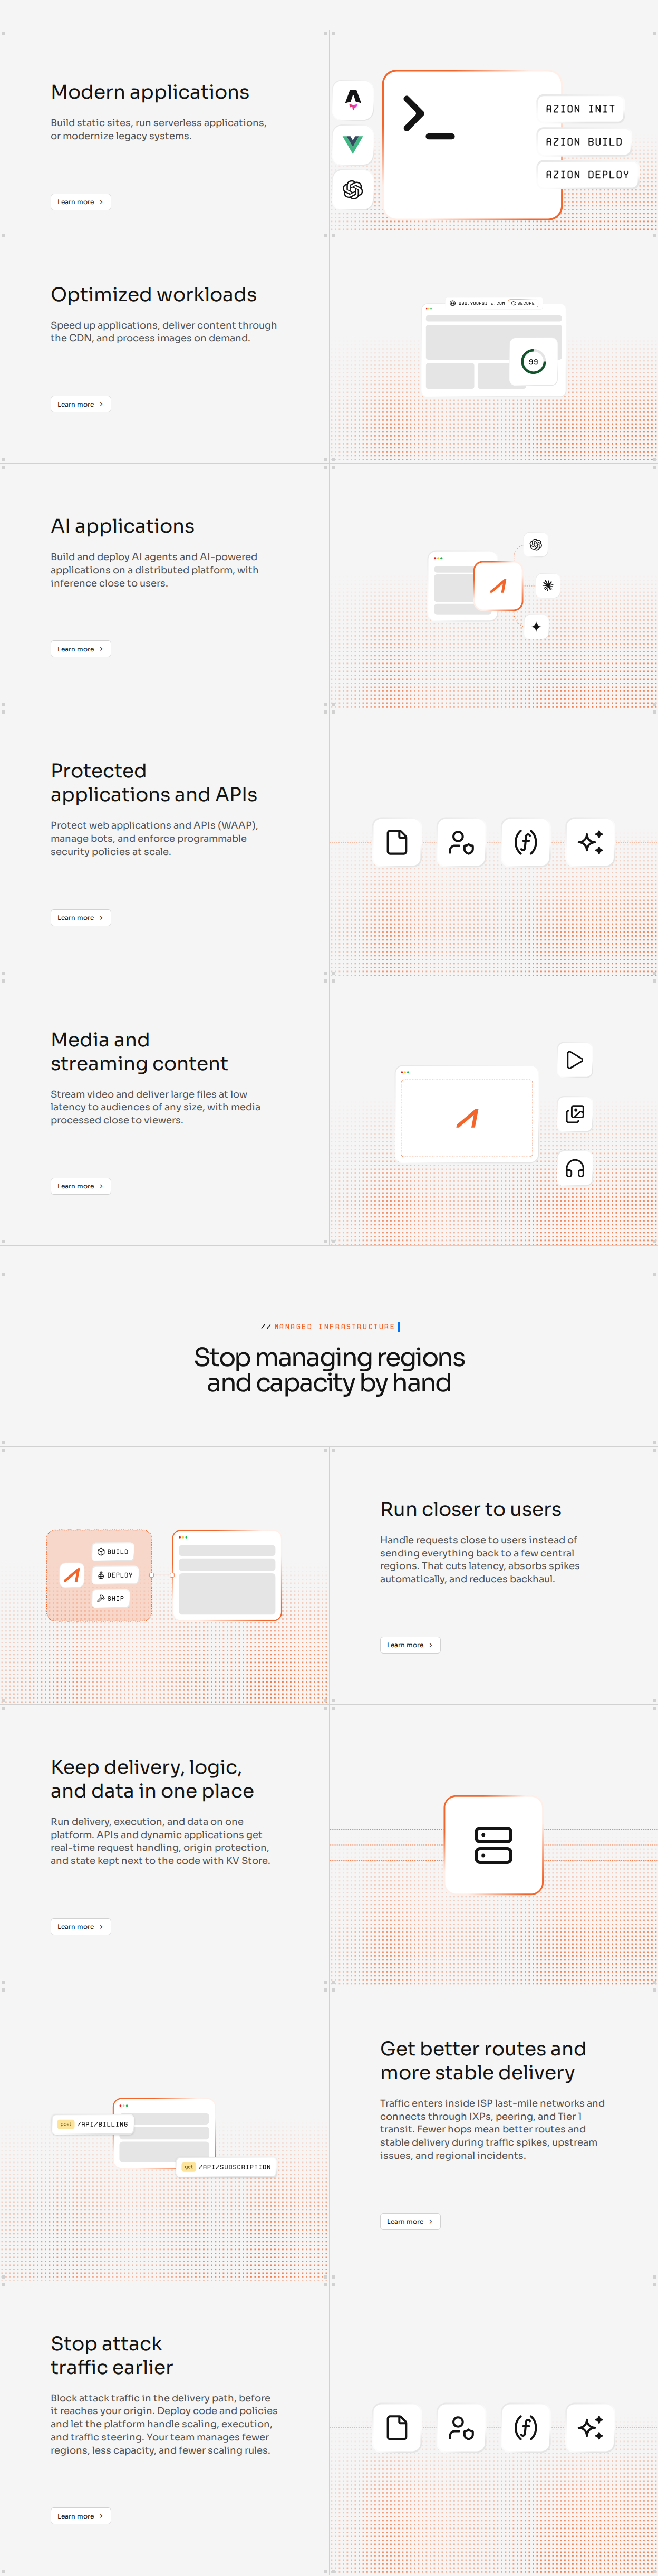 Modern applications
Build static sites, run serverless applications,
or modernize legacy systems.
Learn more
AZION INIT
AZION BUILD
AZION DEPLOY
Optimized workloads
Speed up applications, deliver content through
the CDN, and process images on demand.
Learn more
WWW.YOURSITE.COM
SECURE
99
AI applications
Build and deploy AI agents and AI-powered
applications on a distributed platform, with
inference close to users.
Learn more
Protected
applications and APIs
Protect web applications and APIs (WAAP),
manage bots, and enforce programmable
security policies at scale.
Learn more
Media and
streaming content
Stream video and deliver large files at low
latency to audiences of any size, with media
processed close to viewers.
Learn more
// MANAGED INFRASTRUCTURE
Stop managing regions
and capacity by hand
BUILD
DEPLOY
SHIP
Run closer to users
Handle requests close to users instead of
sending everything back to a few central
regions. That cuts latency, absorbs spikes
automatically, and reduces backhaul.
Learn more
Keep delivery, logic,
and data in one place
Run delivery, execution, and data on one
platform. APIs and dynamic applications get
real-time request handling, origin protection,
and state kept next to the code with KV Store.
Learn more
post /API/BILLING
get /API/SUBSCRIPTION
Get better routes and
more stable delivery
Traffic enters inside ISP last-mile networks and
connects through IXPs, peering, and Tier 1
transit. Fewer hops mean better routes and
stable delivery during traffic spikes, upstream
issues, and regional incidents.
Learn more
Stop attack
traffic earlier
Block attack traffic in the delivery path, before
it reaches your origin. Deploy code and policies
and let the platform handle scaling, execution,
and traffic steering. Your team manages fewer
regions, less capacity, and fewer scaling rules.
Learn more